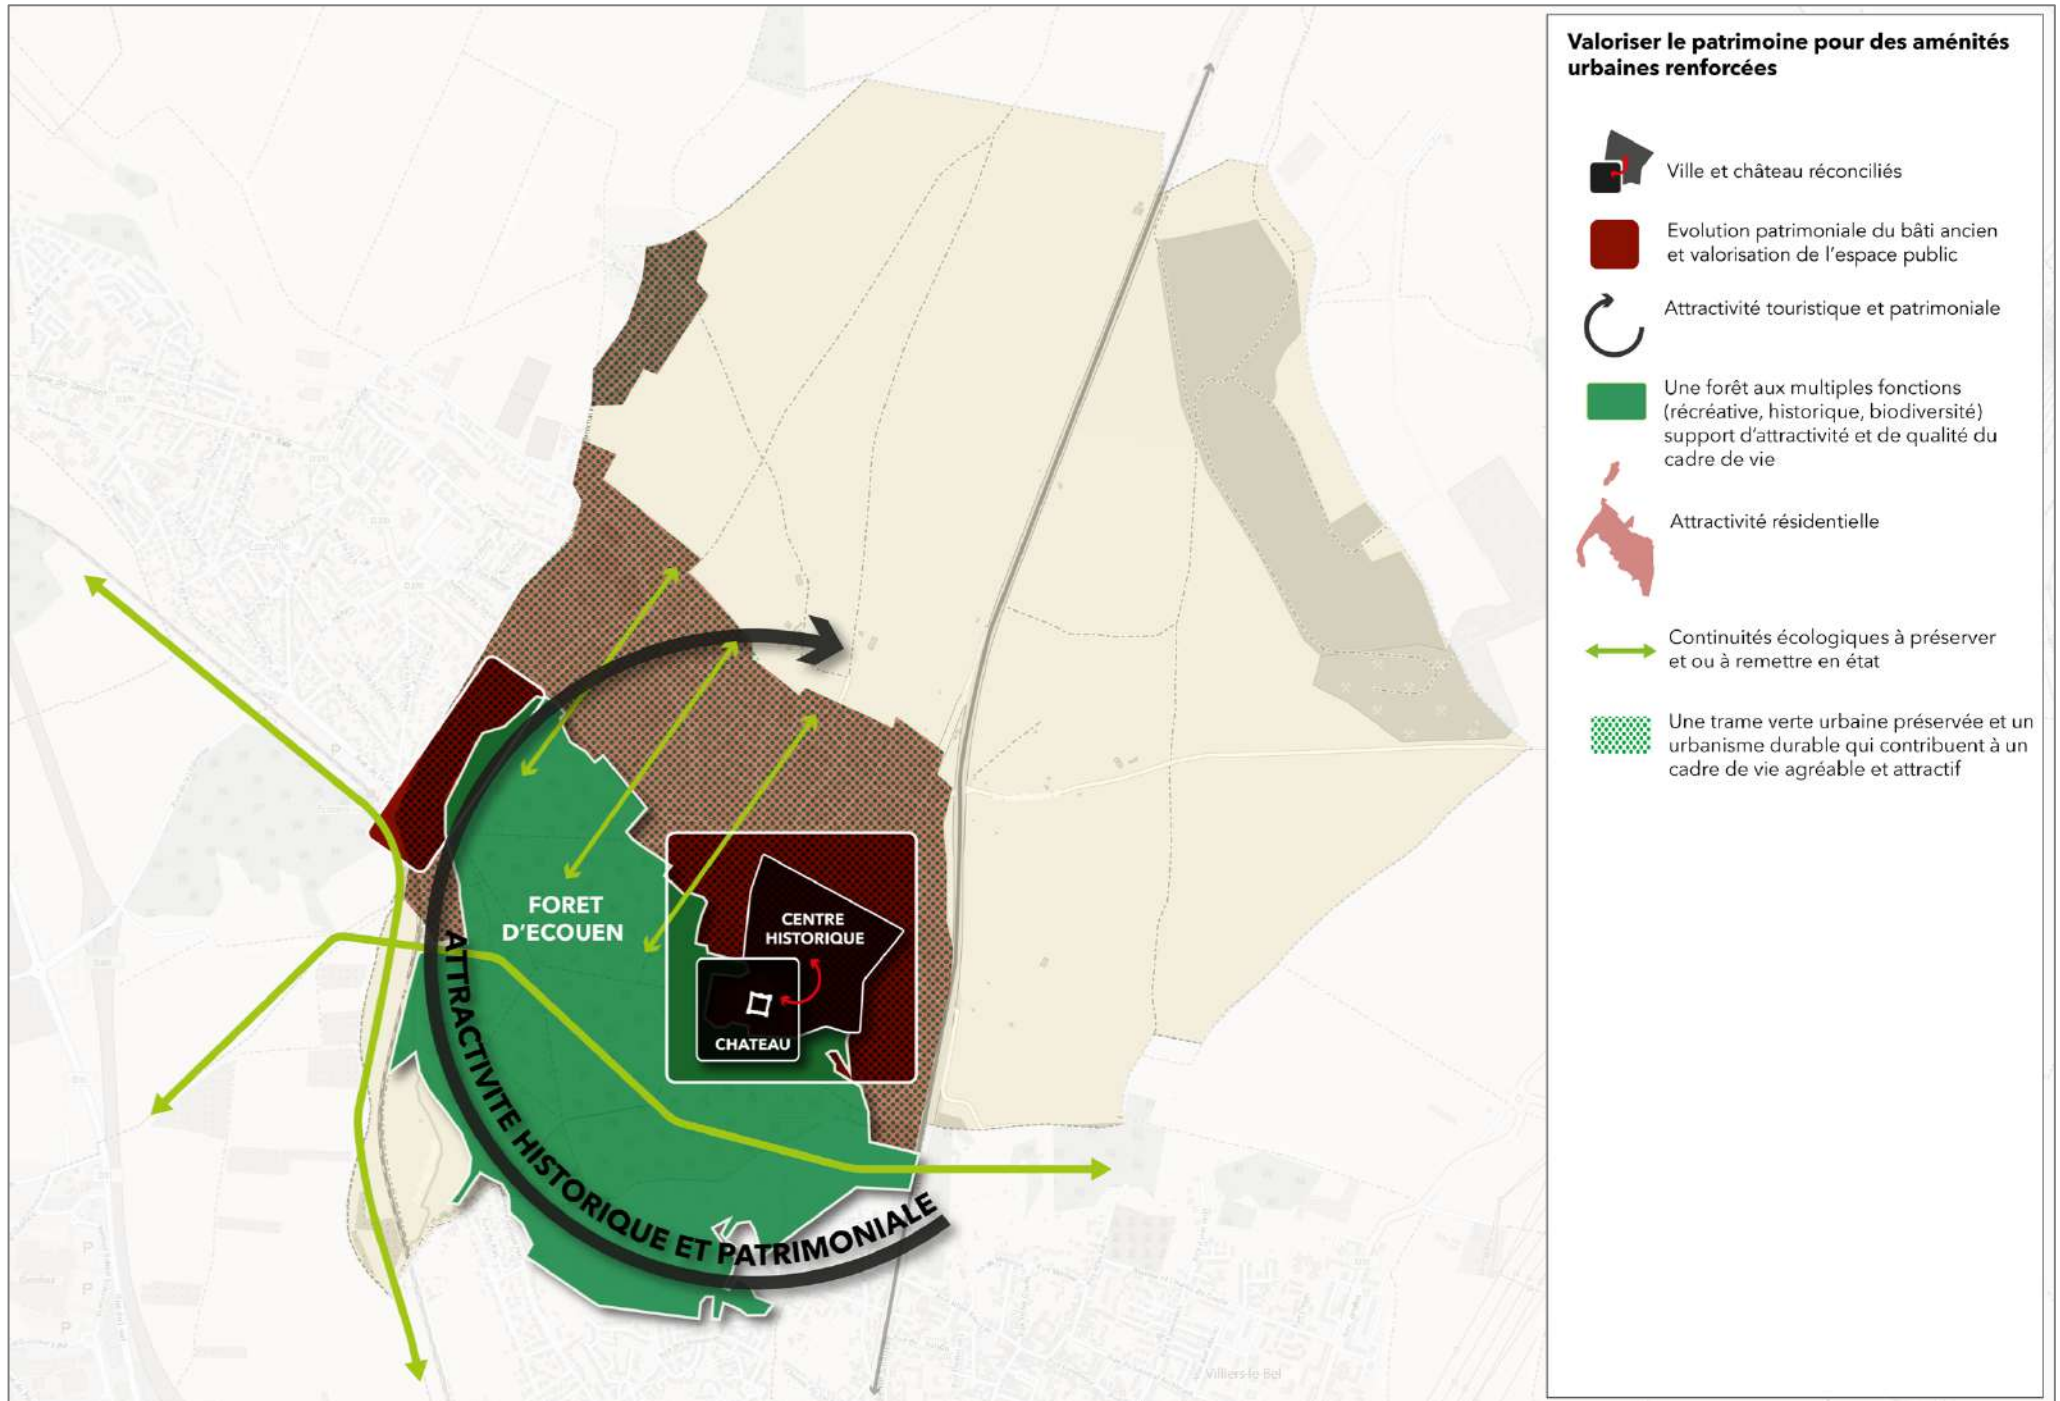 Valoriser le patrimoine pour des aménités
urbaines renforcées
Ville et château réconciliés
Evolution patrimoniale du bâti ancien
et valorisation de l'espace public
Attractivité touristique et patrimoniale
Une forêt aux multiples fonctions
(récréative, historique, biodiversité)
support d'attractivité et de qualité du
cadre de vie
Attractivité résidentielle
Continuités écologiques à préserver
et ou à remettre en état
Une trame verte urbaine préservée et un
urbanisme durable qui contribuent à un
cadre de vie agréable et attractif
FORET
D'ECOUEN
CENTRE
HISTORIQUE
CHATEAU
ATTRACTIVITE HISTORIQUE ET PATRIMONIALE
Villiers-le-Bel
P
P
P
P